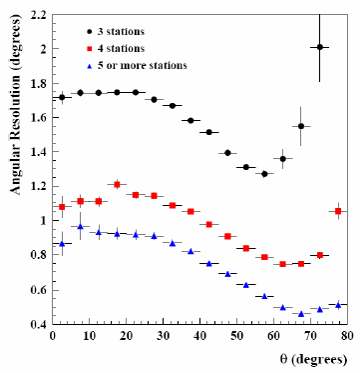 Angular Resolution (degrees)
2.2
2
1.8
1.6
1.4
1.2
1
0.8
0.6
0.4
3 stations
4 stations
5 or more stations
0 10 20 30 40 50 60 70 80
θ (degrees)